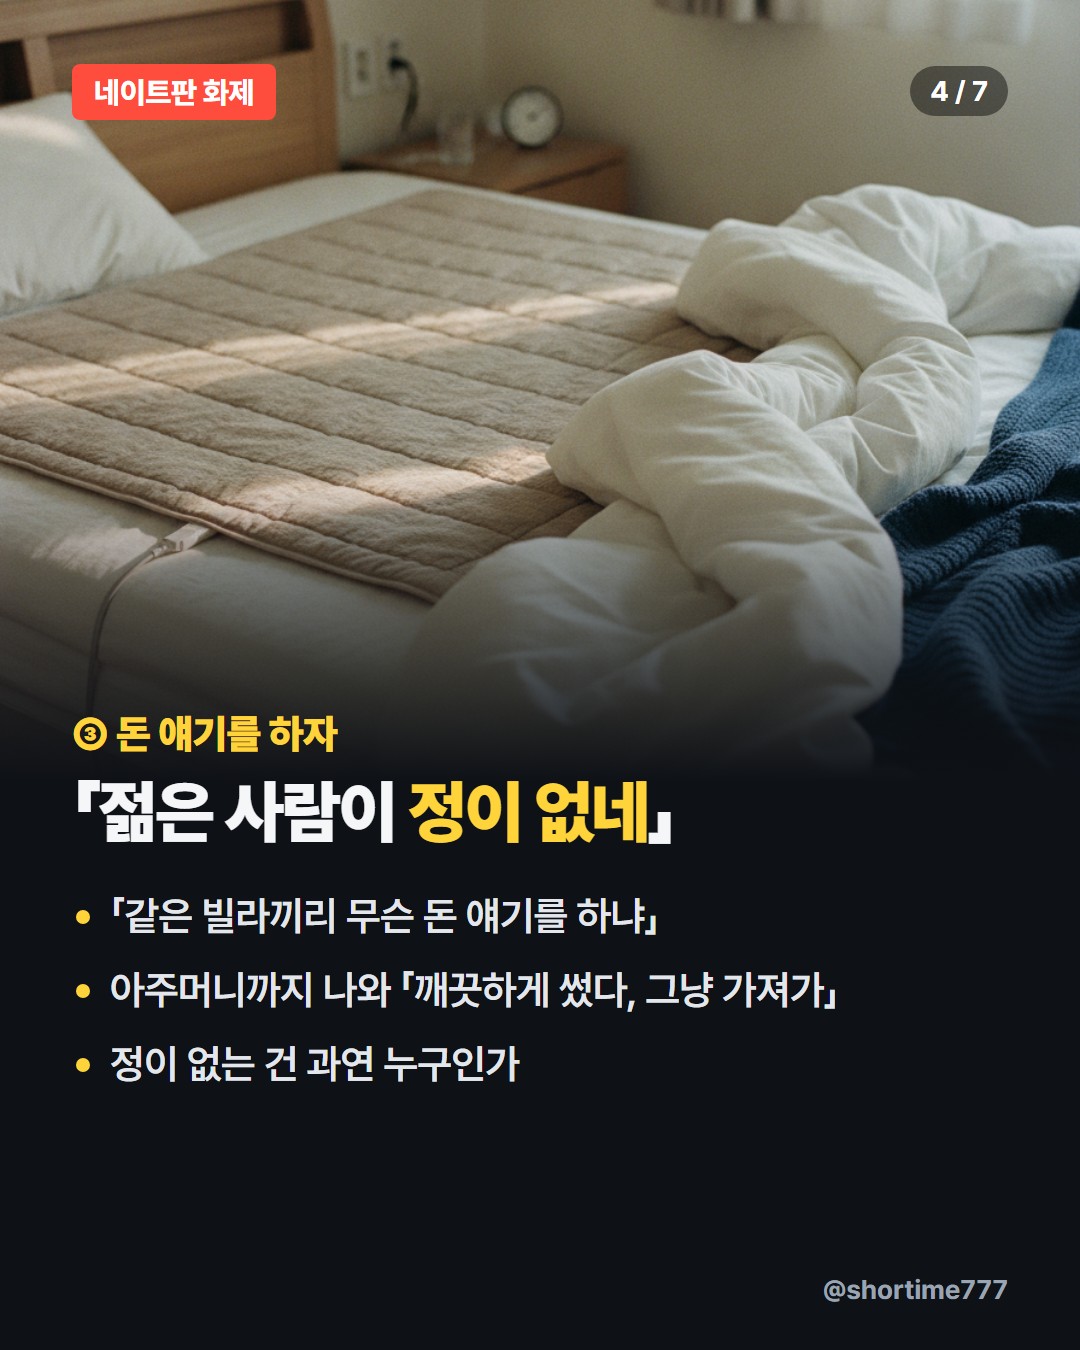 네이트판 화제
4 / 7
③ 돈 얘기를 하자
「젊은 사람이 정이 없네」
• 「같은 빌라끼리 무슨 돈 얘기를 하냐」
• 아주머니까지 나와 「깨끗하게 썼다, 그냥 가져가」
• 정이 없는 건 과연 누구인가
@shortime777